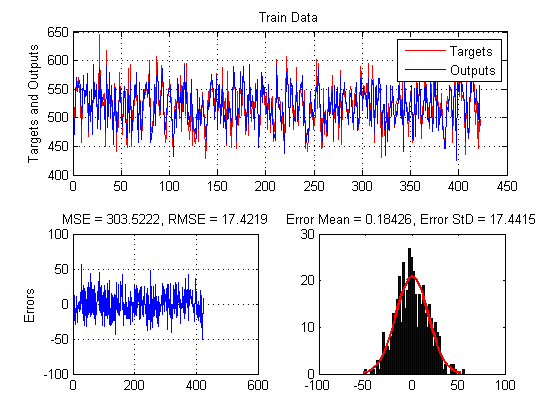 Train Data
Targets and Outputs
650
600
550
500
450
400
0 50 100 150 200 250 300 350 400 450
Targets
Outputs
MSE = 303.5222, RMSE = 17.4219
Errors
100
50
0
-50
-100
0 200 400 600
Error Mean = 0.18426, Error StD = 17.4415
30
20
10
0
-100 -50 0 50 100